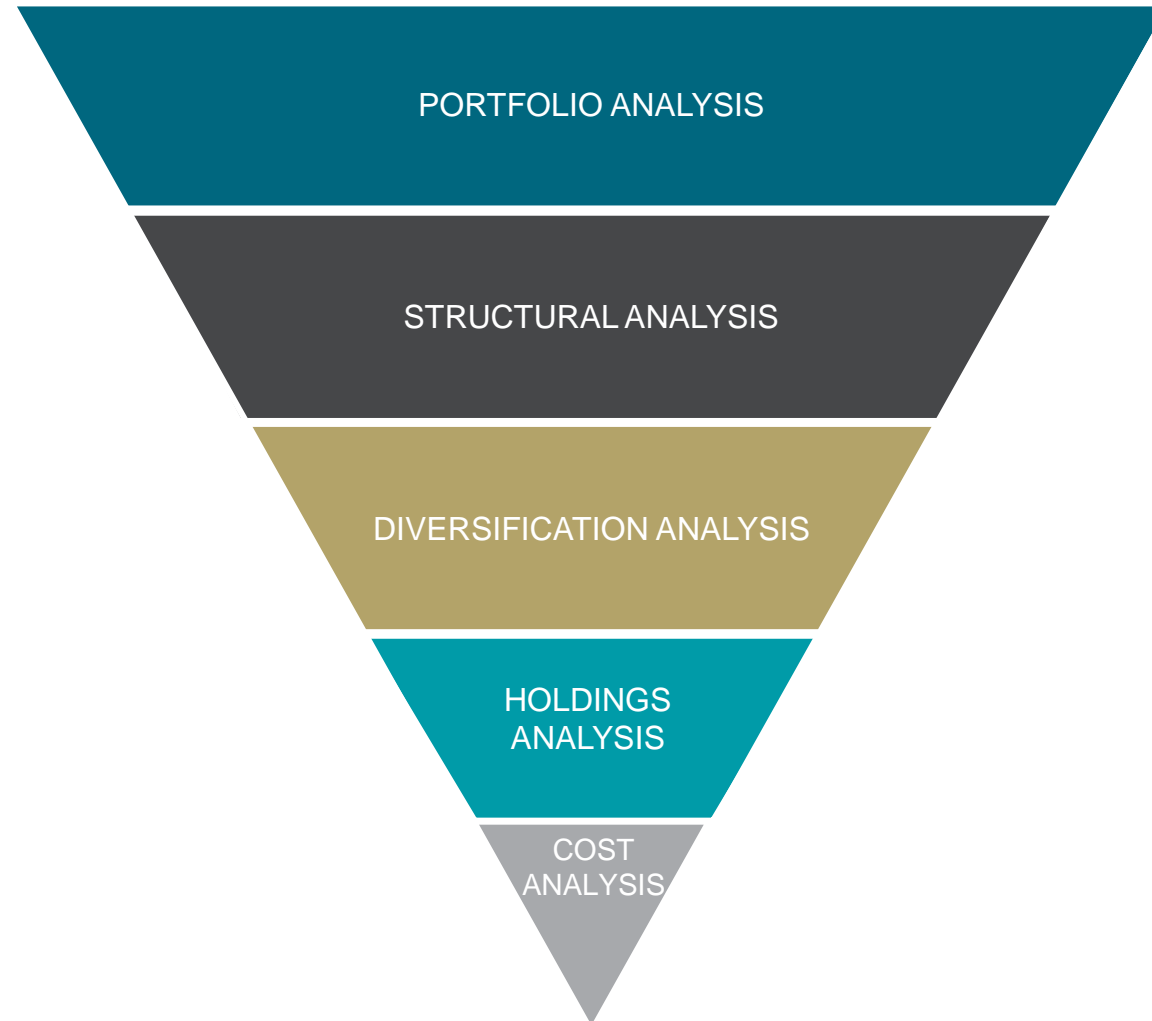 PORTFOLIO ANALYSIS
STRUCTURAL ANALYSIS
DIVERSIFICATION ANALYSIS
HOLDINGS
ANALYSIS
COST
ANALYSIS